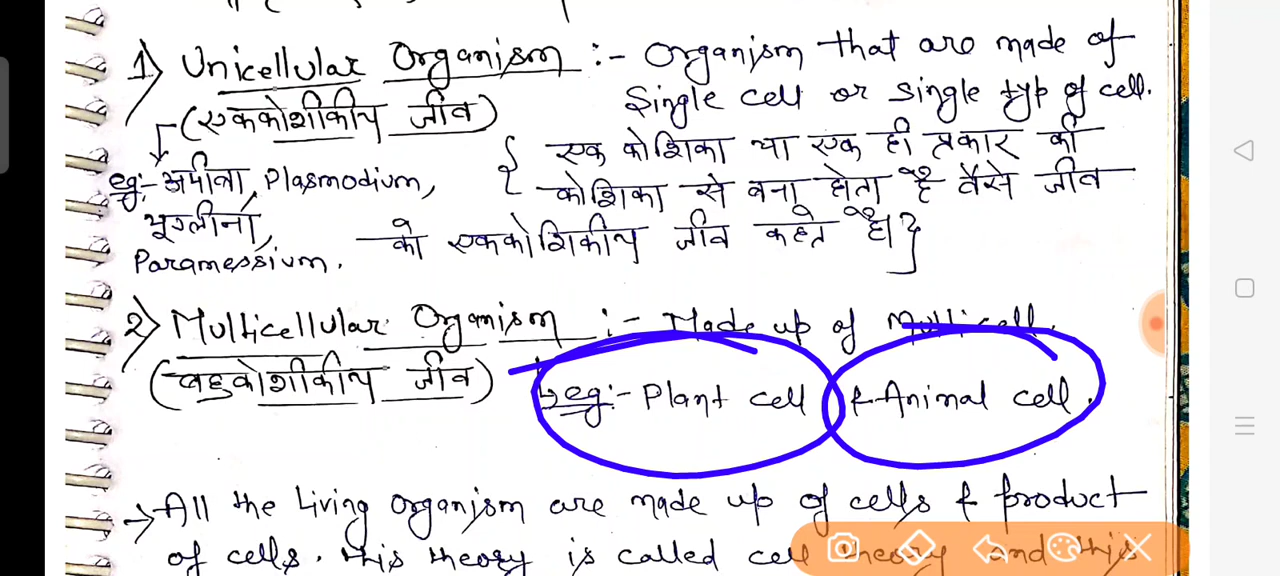 1) Unicellular Organism :- Organism that are made of
single cell or single typ of cell.
(एककोशीकीय जीव)
{ एक कोशिका या एक ही प्रकार की
eg:- अमीबा, Plasmodium,
कोशिका से बना होता है वैसे जीव
यूग्लीना,
को एककोशिकीय जीव कहते है।}
Paramessium.
2) Multicellular Organism :- Made up of Multicell.
(बहुकोशीकीय जीव)
↳ eg:- Plant cell & Animal cell.
→ All the Living organism are made up of cells & product
of cells. This theory is called cell theory and this